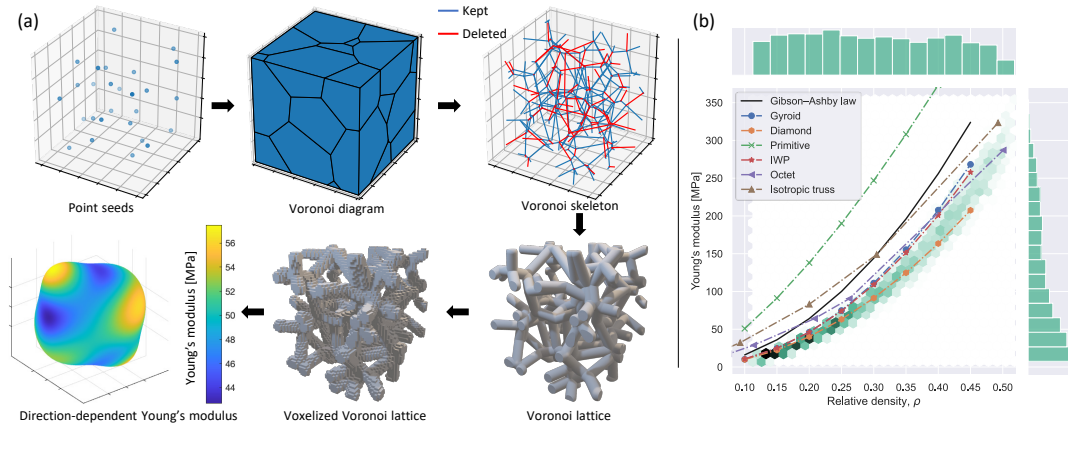 (a)
Kept
Deleted
Point seeds
Voronoi diagram
Voronoi skeleton
Young's modulus [MPa]
56
54
52
50
48
46
44
Direction-dependent Young's modulus
Voxelized Voronoi lattice
Voronoi lattice
(b)
Gibson–Ashby law
Gyroid
Diamond
Primitive
IWP
Octet
Isotropic truss
Young's modulus [MPa]
350
300
250
200
150
100
50
0
0.10 0.15 0.20 0.25 0.30 0.35 0.40 0.45 0.50
Relative density, ρ